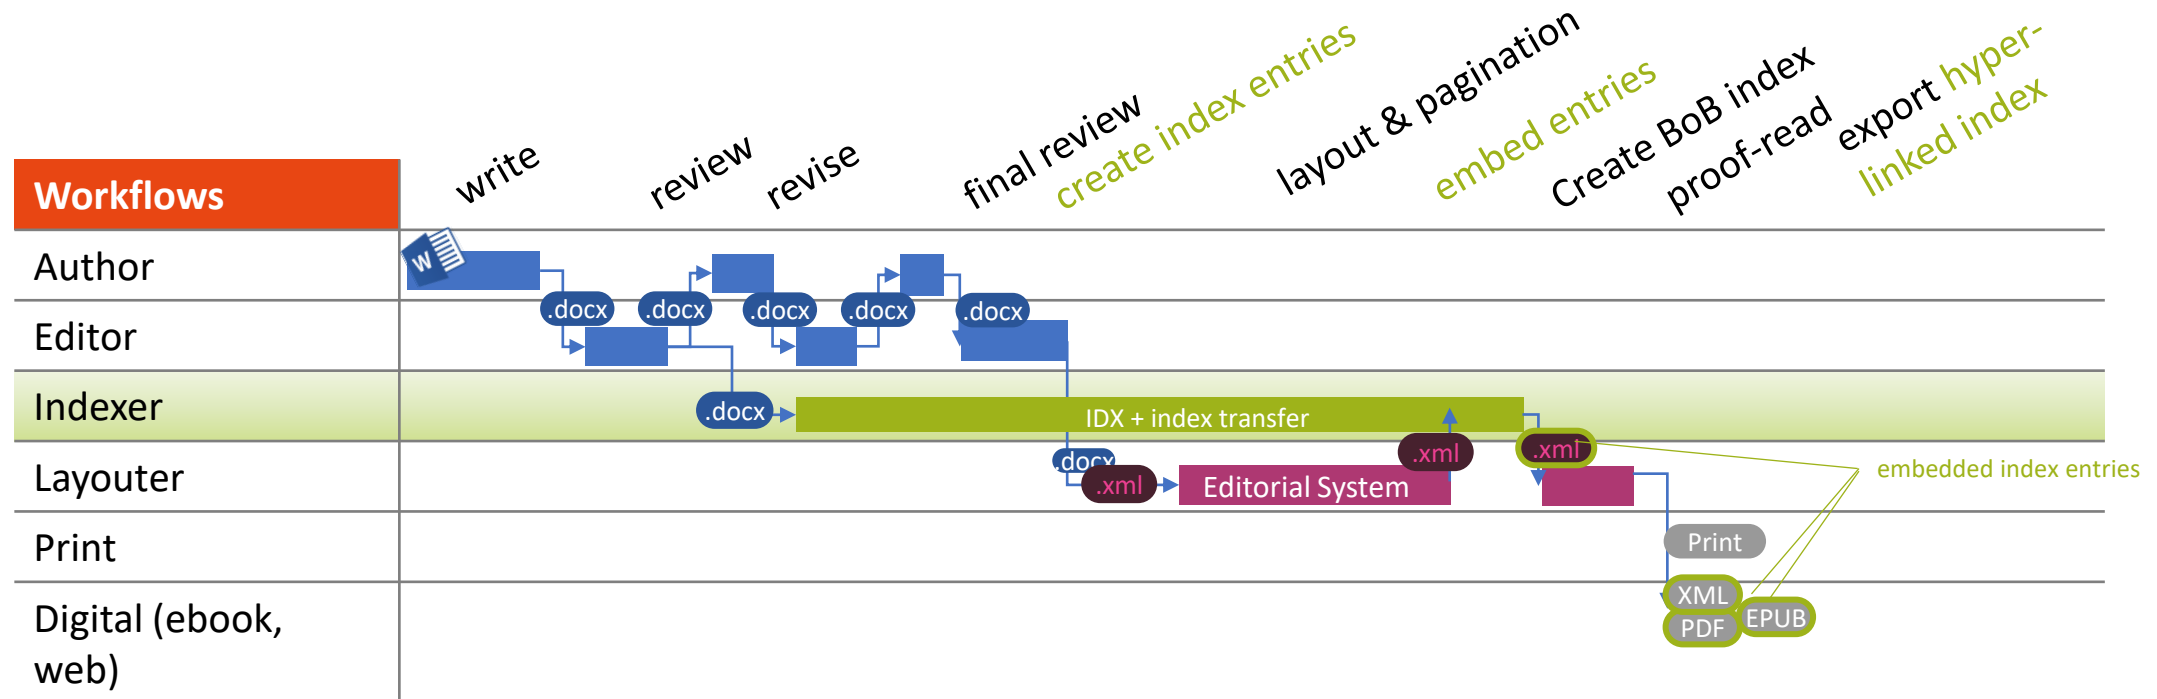 write
review
revise
final review
create index entries
layout & pagination
embed entries
Create BoB index
proof-read
export hyper-
linked index
Workflows
Author
W
.docx
.docx
.docx
.docx
.docx
Editor
Indexer
.docx
IDX + index transfer
Layouter
.docx
.xml
Editorial System
.xml
.xml
embedded index entries
Print
Print
Digital (ebook,
web)
XML
PDF
EPUB